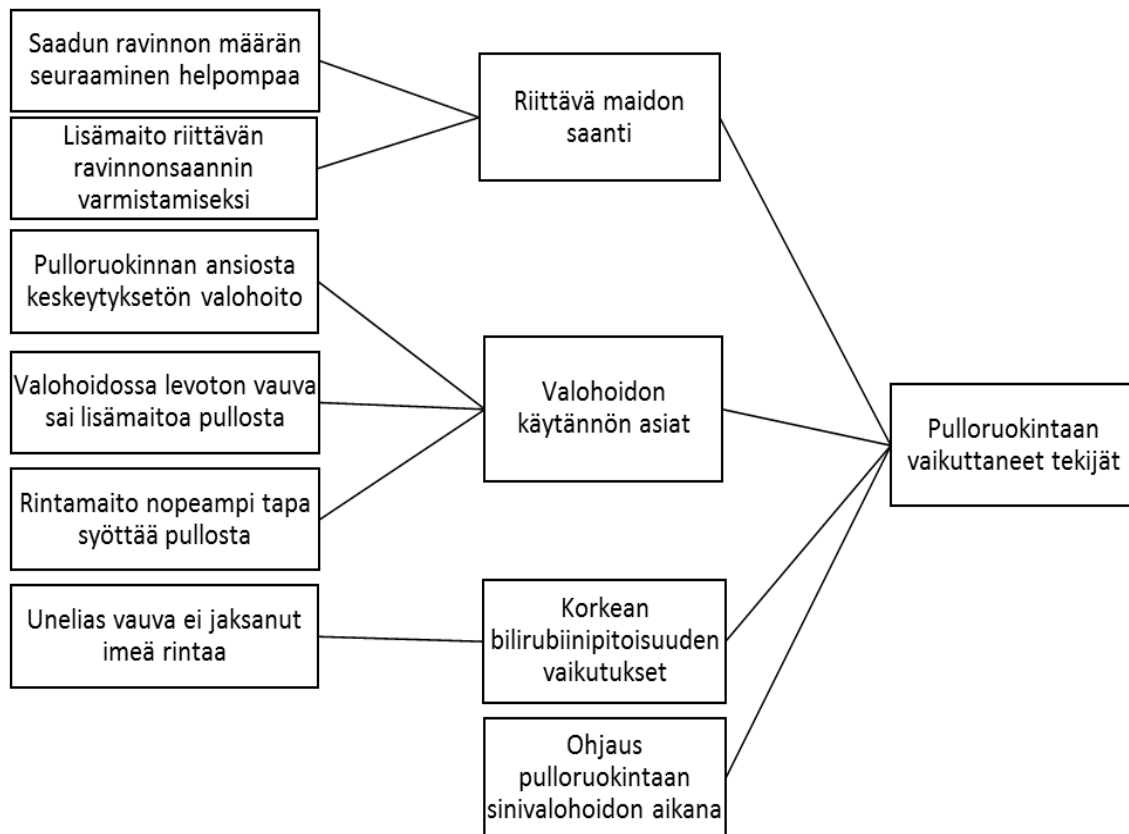 Saadun ravinnon määrän
seuraaminen helpompaa
Lisämaito riittävän
ravinnonsaannin
varmistamiseksi
Pulloruokinnan ansiosta
keskeytyksetön valohoito
Valohoidossa levoton vauva
sai lisämaitoa pullosta
Rintamaito nopeampi tapa
syöttää pullosta
Unelias vauva ei jaksanut
imeä rintaa
Riittävä maidon
saanti
Valohoidon
käytännön asiat
Korkean
bilirubiinipitoisuuden
vaikutukset
Ohjaus
pulloruokintaan
sinivalohoidon aikana
Pulloruokintaan
vaikuttaneet tekijät